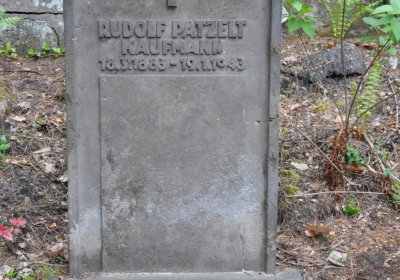 RUDOLF PATZELT
KAUFMANN
18.3.1883 - 19.1.1943